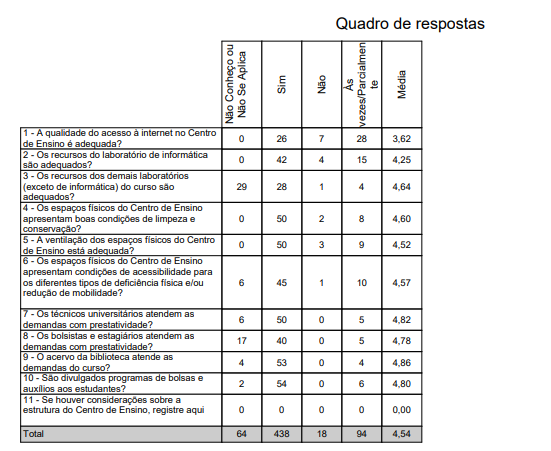 Quadro de respostas
Não Conheço ou
Não Se Aplica
Sim
Não
Às
vezes/Parcialmen
te
Média
1 - A qualidade do acesso à internet no Centro
de Ensino é adequada?
0 26 7 28 3,62
2 - Os recursos do laboratório de informática
são adequados?
0 42 4 15 4,25
3 - Os recursos dos demais laboratórios
(exceto de informática) do curso são
adequados?
29 28 1 4 4,64
4 - Os espaços físicos do Centro de Ensino
apresentam boas condições de limpeza e
conservação?
0 50 2 8 4,60
5 - A ventilação dos espaços físicos do Centro
de Ensino está adequada?
0 50 3 9 4,52
6 - Os espaços físicos do Centro de Ensino
apresentam condições de acessibilidade para
os diferentes tipos de deficiência física e/ou
redução de mobilidade?
6 45 1 10 4,57
7 - Os técnicos universitários atendem as
demandas com prestatividade?
6 50 0 5 4,82
8 - Os bolsistas e estagiários atendem as
demandas com prestatividade?
17 40 0 5 4,78
9 - O acervo da biblioteca atende as
demandas do curso?
4 53 0 4 4,86
10 - São divulgados programas de bolsas e
auxílios aos estudantes?
2 54 0 6 4,80
11 - Se houver considerações sobre a
estrutura do Centro de Ensino, registre aqui
0 0 0 0 0,00
Total 64 438 18 94 4,54